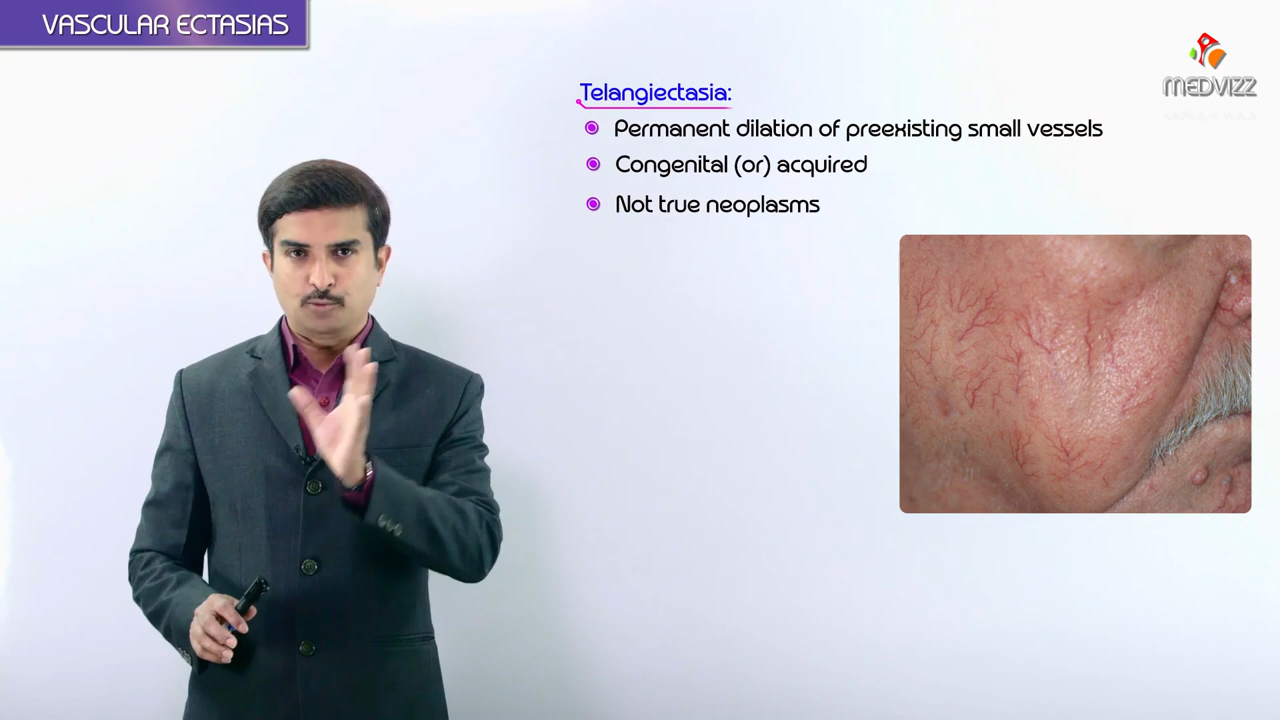 VASCULAR ECTASIAS
MEDVIZZ
Telangiectasia:
Permanent dilation of preexisting small vessels
Congenital (or) acquired
Not true neoplasms